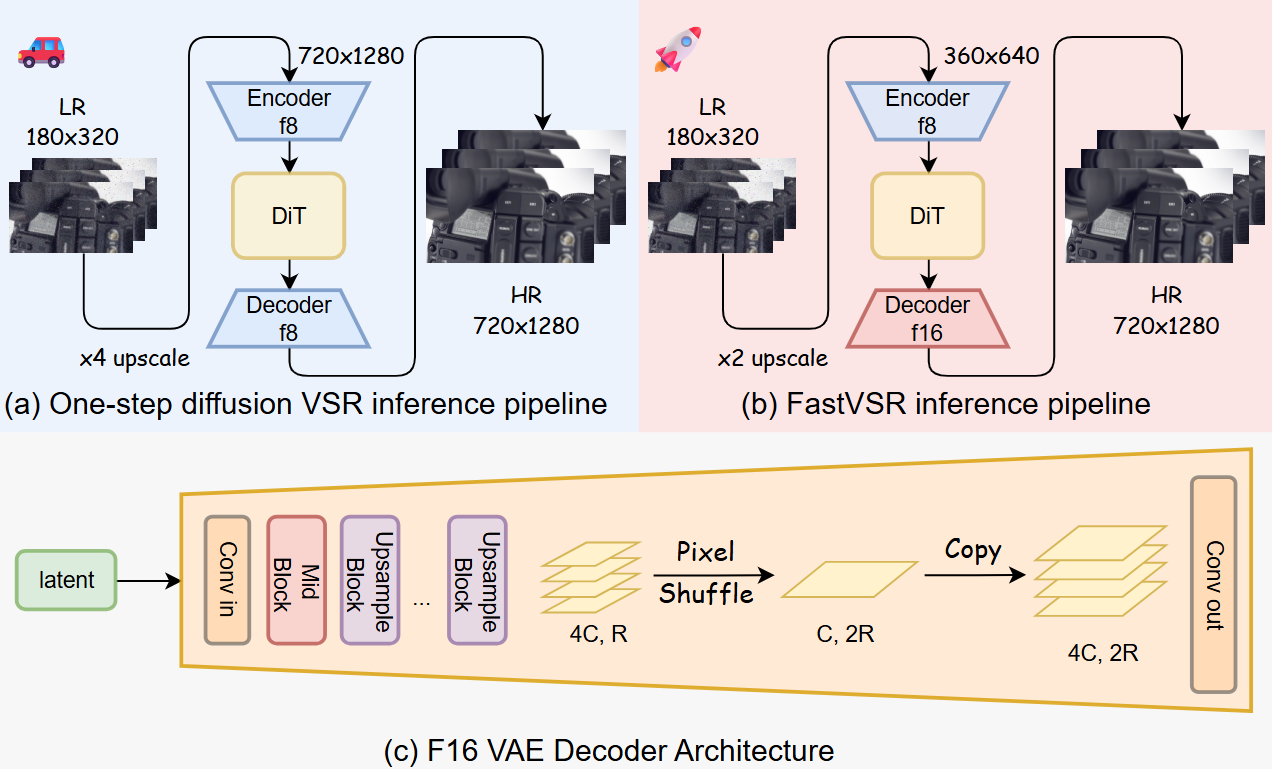 720x1280
Encoder
f8
LR
180x320
DiT
Decoder
f8
HR
720x1280
x4 upscale
(a) One-step diffusion VSR inference pipeline
360x640
Encoder
f8
LR
180x320
DiT
Decoder
f16
HR
720x1280
x2 upscale
(b) FastVSR inference pipeline
latent
Conv in
Mid
Block
Upsample
Block
...
Upsample
Block
4C, R
Pixel
Shuffle
C, 2R
Copy
4C, 2R
Conv out
(c) F16 VAE Decoder Architecture